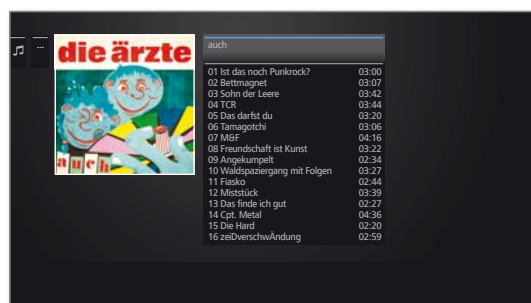 ...
die ärzte
auch
auch
01 Ist das noch Punkrock? 03:00
02 Bettmagnet 03:07
03 Sohn der Leere 03:42
04 TCR 03:44
05 Das darfst du 03:20
06 Tamagotchi 03:06
07 M&F 04:16
08 Freundschaft ist Kunst 03:22
09 Angekumpelt 02:34
10 Waldspaziergang mit Folgen 03:27
11 Fiasko 02:44
12 Miststück 03:39
13 Das finde ich gut 02:27
14 Cpt. Metal 04:36
15 Die Hard 02:20
16 zeiDverschwÄndung 02:59